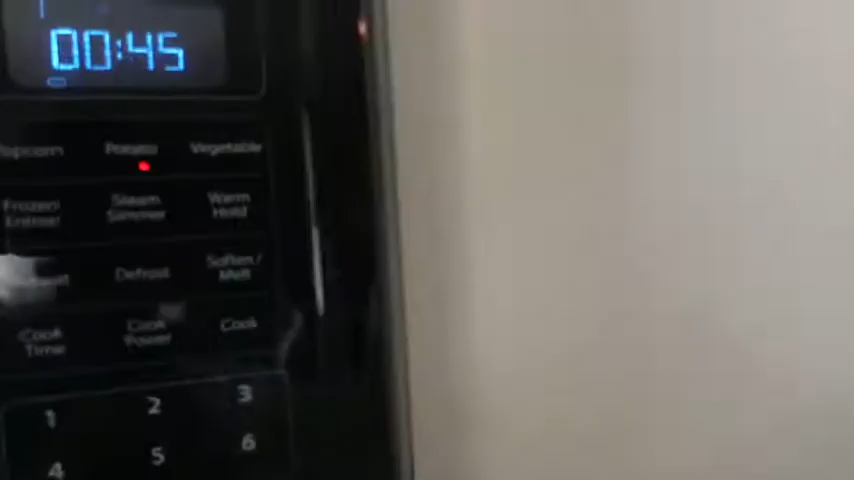 00:45
Popcorn Potato Vegetable
Frozen Entree Steam Simmer Warm Hold
Defrost Soften/ Melt
Cook Time Cook Power Cook
1 2 3
4 5 6